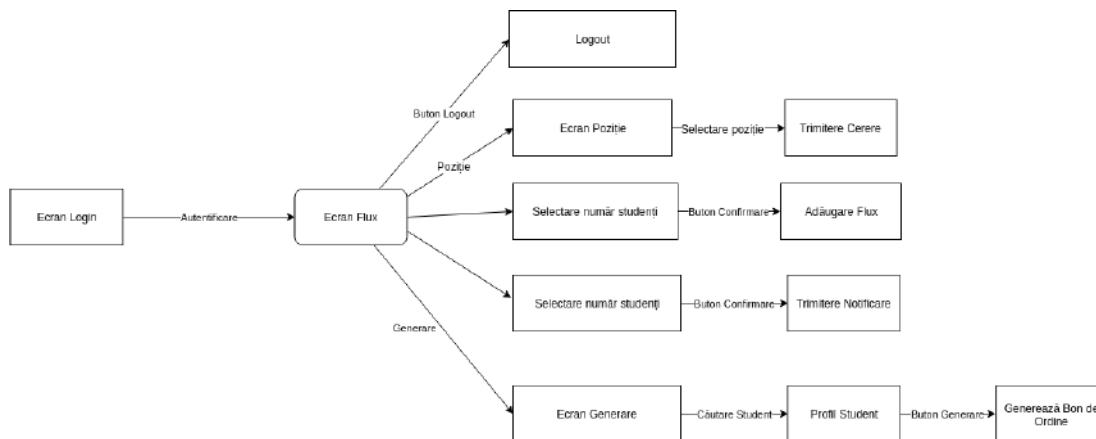 Logout
Buton Logout
Ecran Poziție
Selectare poziție
Trimitere Cerere
Poziție
Ecran Login
Autentificare
Ecran Flux
Selectare număr studenți
Buton Confirmare
Adăugare Flux
Selectare număr studenți
Buton Confirmare
Trimitere Notificare
Generare
Ecran Generare
Căutare Student
Profil Student
Buton Generare
Generează Bon de
Ordine